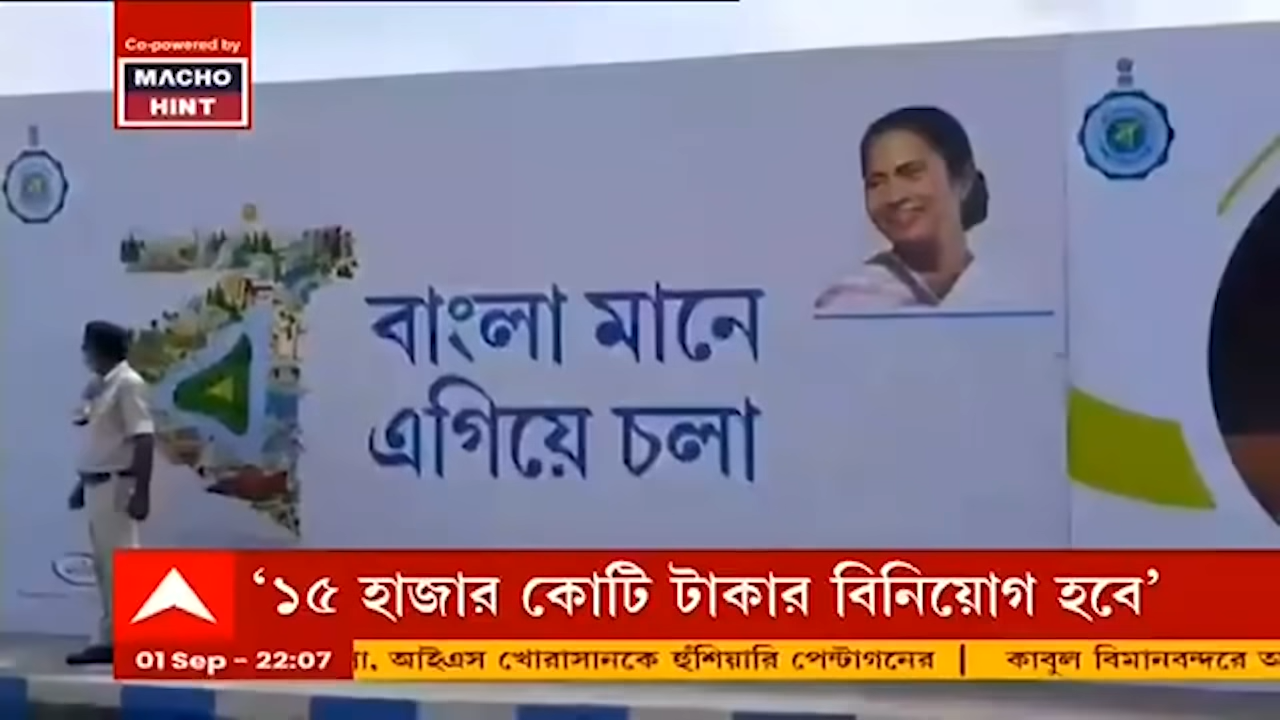 Co-powered by
MACHO
HINT
বাংলা মানে
এগিয়ে চলা
‘১৫ হাজার কোটি টাকার বিনিয়োগ হবে’
01 Sep - 22:07
আইএস খোরাসানকে হুঁশিয়ারি পেন্টাগনের | কাবুল বিমানবন্দরে